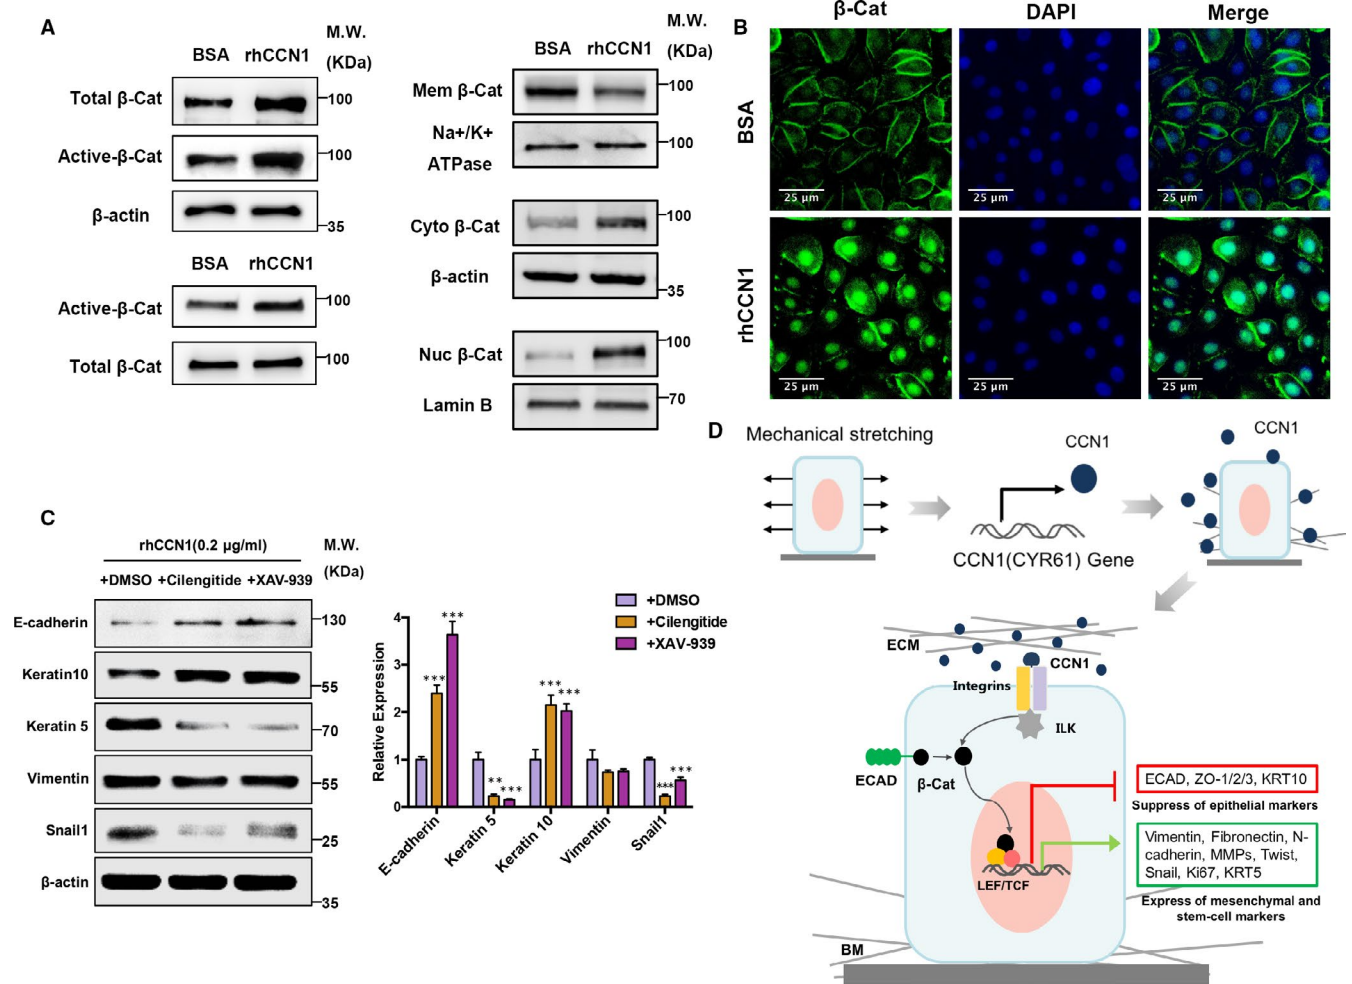 A
BSA rhCCN1
M.W.
(KDa)
Total β-Cat
100
Active-β-Cat
100
β-actin
35
BSA rhCCN1
Active-β-Cat
100
Total β-Cat
100
BSA rhCCN1
M.W.
(KDa)
Mem β-Cat
100
Na+/K+
ATPase
100
Cyto β-Cat
100
β-actin
35
Nuc β-Cat
100
Lamin B
70
B
β-Cat DAPI Merge
BSA
25 μm 25 μm 25 μm
rhCCN1
25 μm 25 μm 25 μm
C
rhCCN1(0.2 μg/ml)
M.W.
(KDa)
+DMSO +Cilengitide +XAV-939
E-cadherin
130
Keratin10
55
Keratin 5
70
Vimentin
55
Snail1
25
β-actin
35
+DMSO
+Cilengitide
+XAV-939
Relative Expression
4
3
2
1
0
*** ***
** ***
*** ***
*** ***
E-cadherin
Keratin 5
Keratin 10
Vimentin
Snail1
D
Mechanical stretching
CCN1
CCN1(CYR61) Gene
CCN1
ECM
CCN1
Integrins
ILK
ECAD
β-Cat
LEF/TCF
BM
ECAD, ZO-1/2/3, KRT10
Suppress of epithelial markers
Vimentin, Fibronectin, N-
cadherin, MMPs, Twist,
Snail, Ki67, KRT5
Express of mesenchymal and
stem-cell markers